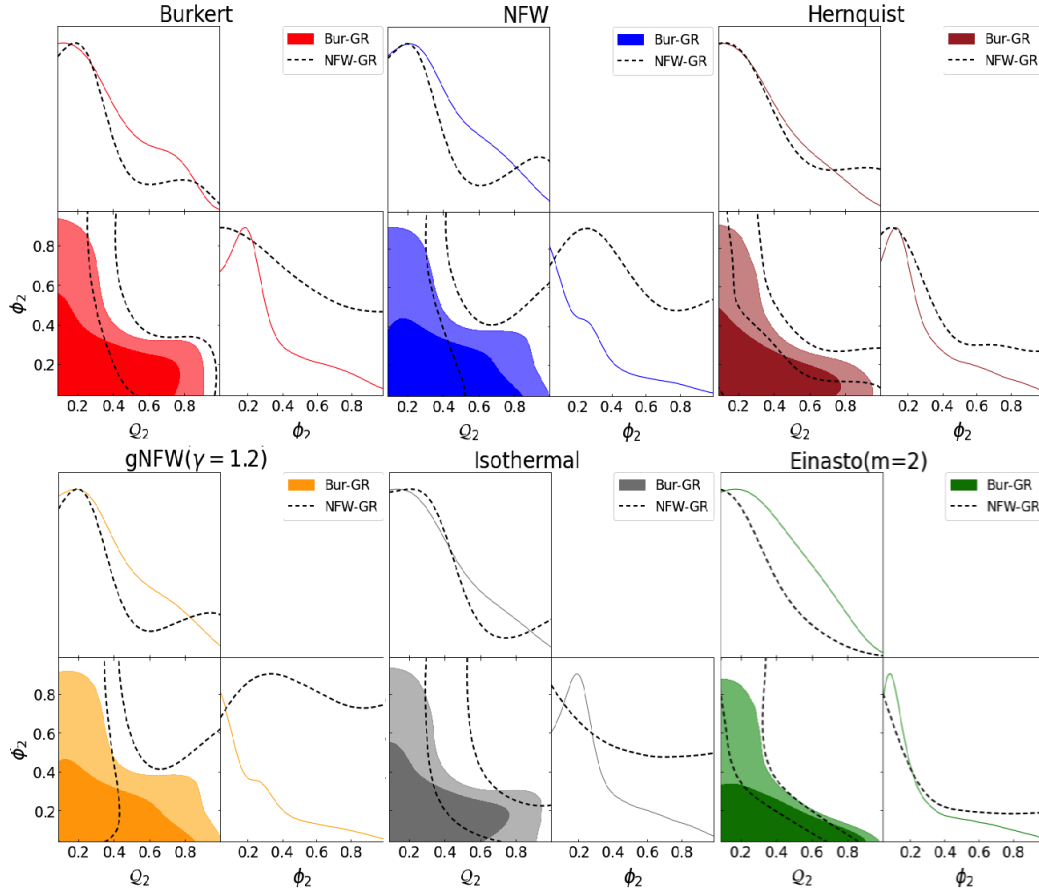 Burkert NFW Hernquist
Bur-GR Bur-GR Bur-GR
NFW-GR NFW-GR NFW-GR
0.8
0.6
0.4
0.2
ϕ₂
0.2 0.4 0.6 0.8 0.2 0.4 0.6 0.8 0.2 0.4 0.6 0.8 0.2 0.4 0.6 0.8 0.2 0.4 0.6 0.8 0.2 0.4 0.6 0.8
𝒬₂ ϕ₂ 𝒬₂ ϕ₂ 𝒬₂ ϕ₂
gNFW(γ = 1.2) Isothermal Einasto(m=2)
Bur-GR Bur-GR Bur-GR
NFW-GR NFW-GR NFW-GR
0.8
0.6
0.4
0.2
ϕ₂
0.2 0.4 0.6 0.8 0.2 0.4 0.6 0.8 0.2 0.4 0.6 0.8 0.2 0.4 0.6 0.8 0.2 0.4 0.6 0.8 0.2 0.4 0.6 0.8
𝒬₂ ϕ₂ 𝒬₂ ϕ₂ 𝒬₂ ϕ₂